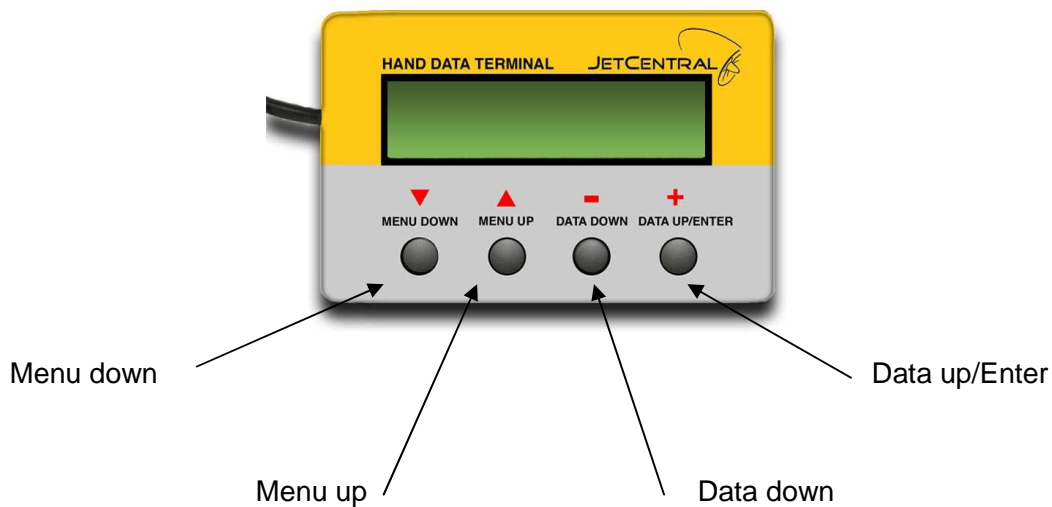 HAND DATA TERMINAL JETCENTRAL
▼ ▲ - +
MENU DOWN MENU UP DATA DOWN DATA UP/ENTER
Menu down Data up/Enter
Menu up Data down